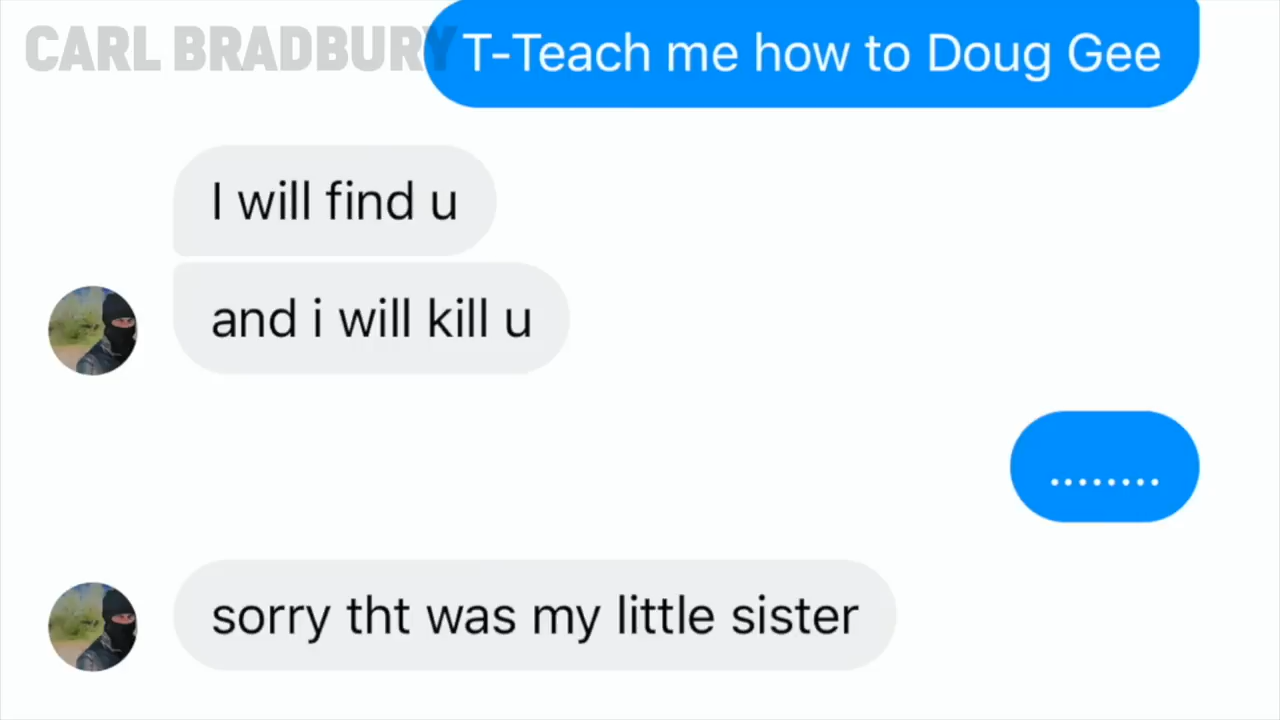 CARL BRADBURY
T-Teach me how to Doug Gee
I will find u
and i will kill u
........
sorry tht was my little sister